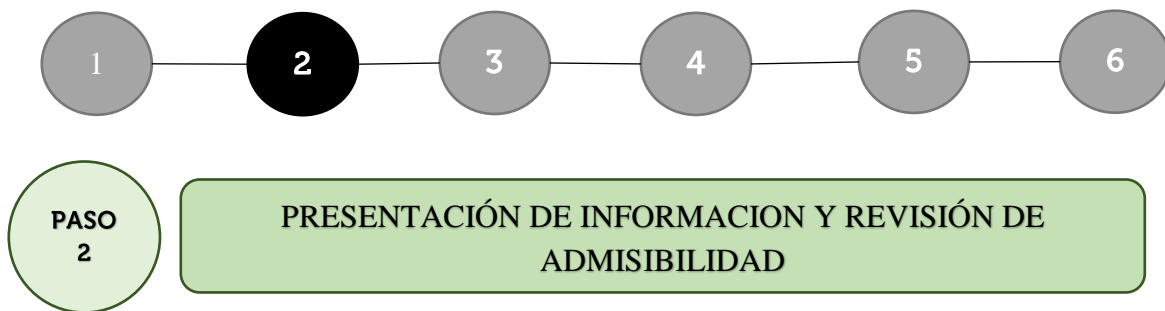 1 2 3 4 5 6
PASO
2
PRESENTACIÓN DE INFORMACION Y REVISIÓN DE
ADMISIBILIDAD